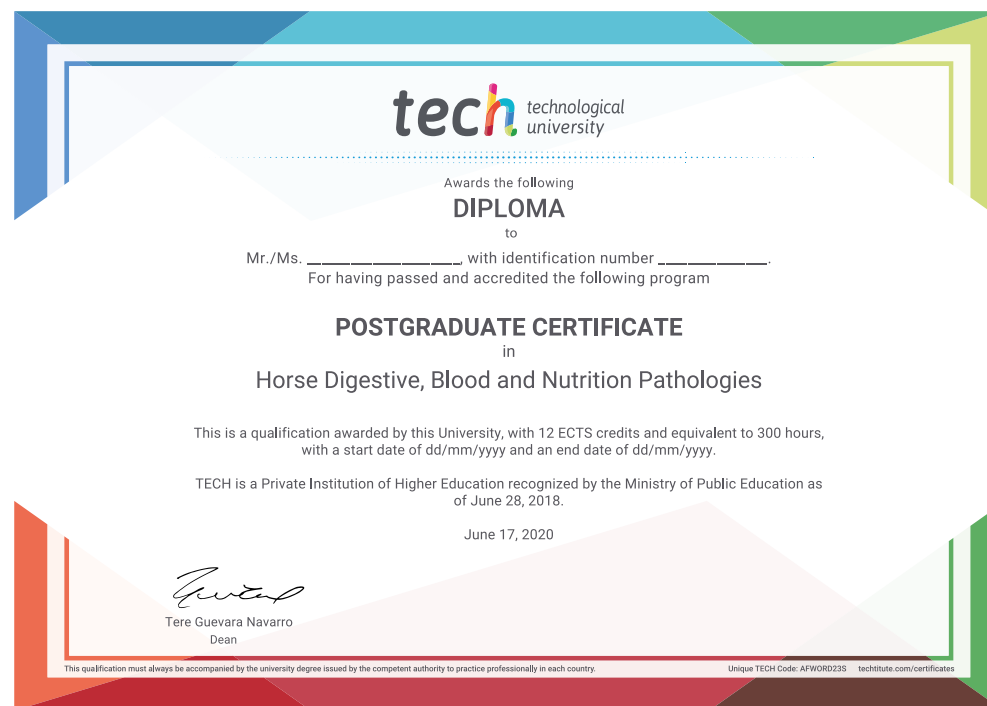 tech technological
university
Awards the following
DIPLOMA
to
Mr./Ms. ____________________, with identification number ______________.
For having passed and accredited the following program
POSTGRADUATE CERTIFICATE
in
Horse Digestive, Blood and Nutrition Pathologies
This is a qualification awarded by this University, with 12 ECTS credits and equivalent to 300 hours,
with a start date of dd/mm/yyyy and an end date of dd/mm/yyyy.
TECH is a Private Institution of Higher Education recognized by the Ministry of Public Education as
of June 28, 2018.
June 17, 2020
Tere Guevara Navarro
Dean
This qualification must always be accompanied by the university degree issued by the competent authority to practice professionally in each country. Unique TECH Code: AFWORD23S techtitute.com/certificates